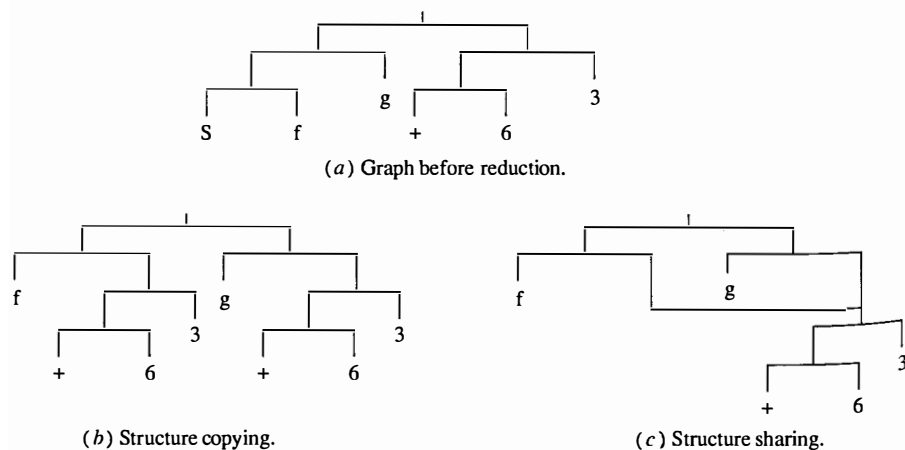 g 3
S f + 6
(a) Graph before reduction.
f g g
3 3 3
+ 6 + 6 + 6
(b) Structure copying. (c) Structure sharing.